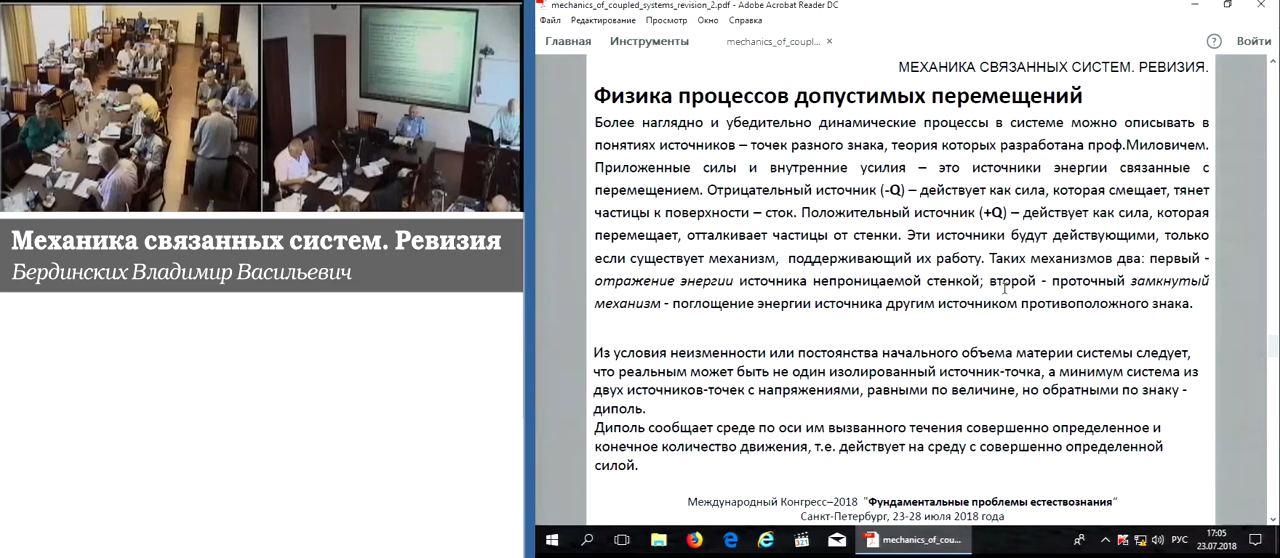 Механика связанных систем. Ревизия
Бердинских Владимир Васильевич
mechanics_of_coupled_systems_revision_2.pdf - Adobe Acrobat Reader DC
Файл Редактирование Просмотр Окно Справка
Главная Инструменты mechanics_of_coupl... × ? Войти
МЕХАНИКА СВЯЗАННЫХ СИСТЕМ. РЕВИЗИЯ.
Физика процессов допустимых перемещений
Более наглядно и убедительно динамические процессы в системе можно описывать в
понятиях источников – точек разного знака, теория которых разработана проф.Миловичем.
Приложенные силы и внутренние усилия – это источники энергии связанные с
перемещением. Отрицательный источник (-Q) – действует как сила, которая смещает, тянет
частицы к поверхности – сток. Положительный источник (+Q) – действует как сила, которая
перемещает, отталкивает частицы от стенки. Эти источники будут действующими, только
если существует механизм, поддерживающий их работу. Таких механизмов два: первый -
отражение энергии источника непроницаемой стенкой; второй - проточный замкнутый
механизм - поглощение энергии источника другим источником противоположного знака.
Из условия неизменности или постоянства начального объема материи системы следует,
что реальным может быть не один изолированный источник-точка, а минимум система из
двух источников-точек с напряжениями, равными по величине, но обратными по знаку -
диполь.
Диполь сообщает среде по оси им вызванного течения совершенно определенное и
конечное количество движения, т.е. действует на среду с совершенно определенной
силой.
Международный Конгресс–2018 "Фундаментальные проблемы естествознания"
Санкт-Петербург, 23-28 июля 2018 года
mechanics_of_cou... РУС 17:05
23.07.2018